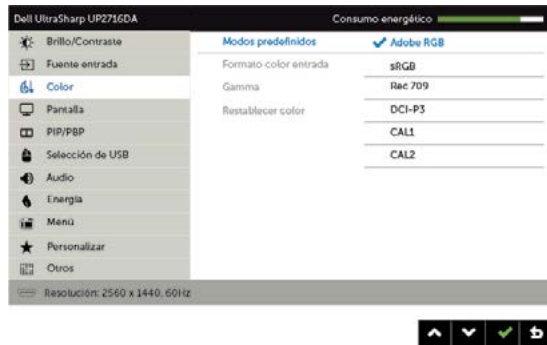 Dell UltraSharp UP2716DA
Consumo energético
Brillo/Contraste
Fuente entrada
Color
Pantalla
PIP/PBP
Selección de USB
Audio
Energía
Menú
Personalizar
Otros
Modos predefinidos
Formato color entrada
Gamma
Restablecer color
Adobe RGB
sRGB
Rec 709
DCI-P3
CAL1
CAL2
Resolución: 2560 x 1440, 60Hz